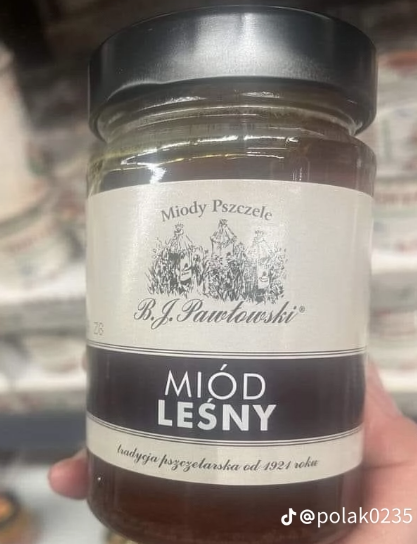 Miody Pszczele
B.J. Pawłowski®
MIÓD
LEŚNY
tradycja pszczelarska od 1921 roku
@polak0235